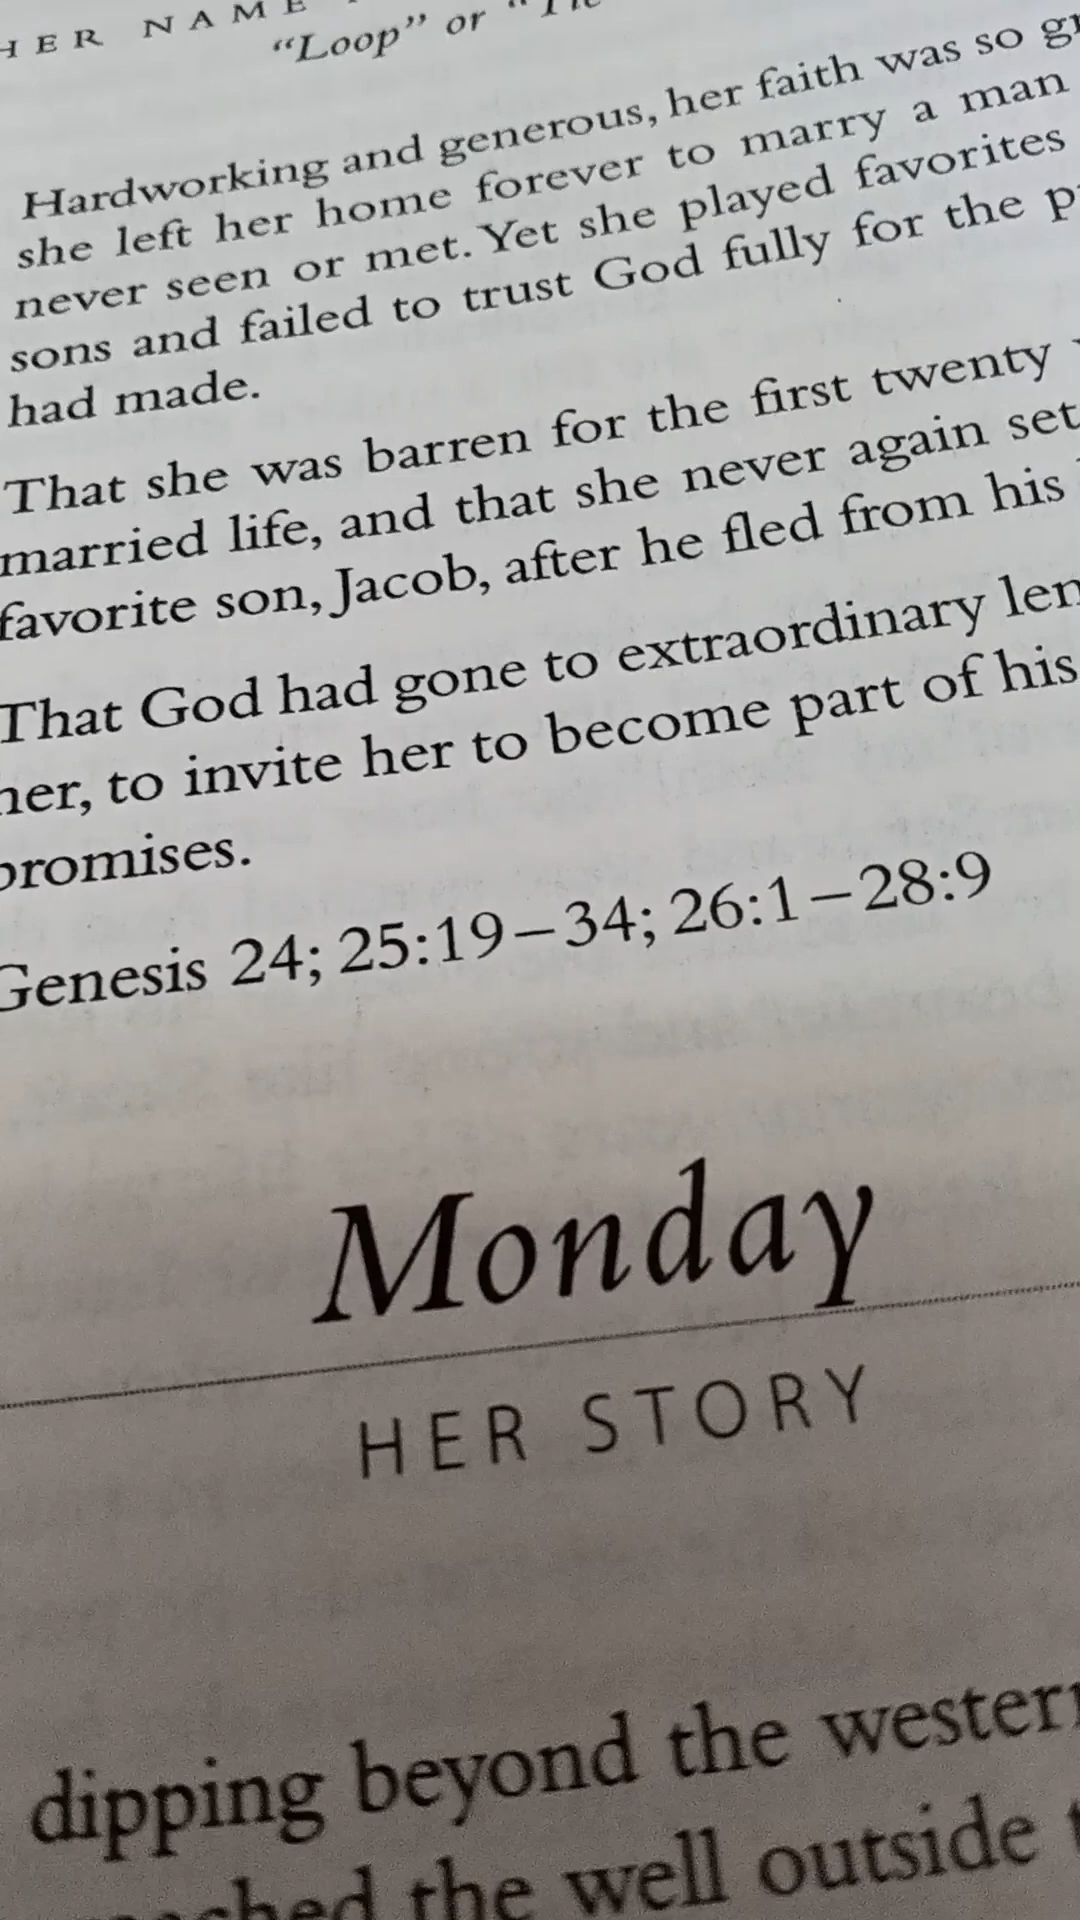 HER NAME
"Loop" or
Hardworking and generous, her faith was so
she left her home forever to marry a man
never seen or met. Yet she played favorites
sons and failed to trust God fully for the
had made.
That she was barren for the first twenty
married life, and that she never again set
favorite son, Jacob, after he fled from his
That God had gone to extraordinary
her, to invite her to become part of his
promises.
Genesis 24; 25:19–34; 26:1–28:9
Monday
HER STORY
dipping beyond the western
the well outside